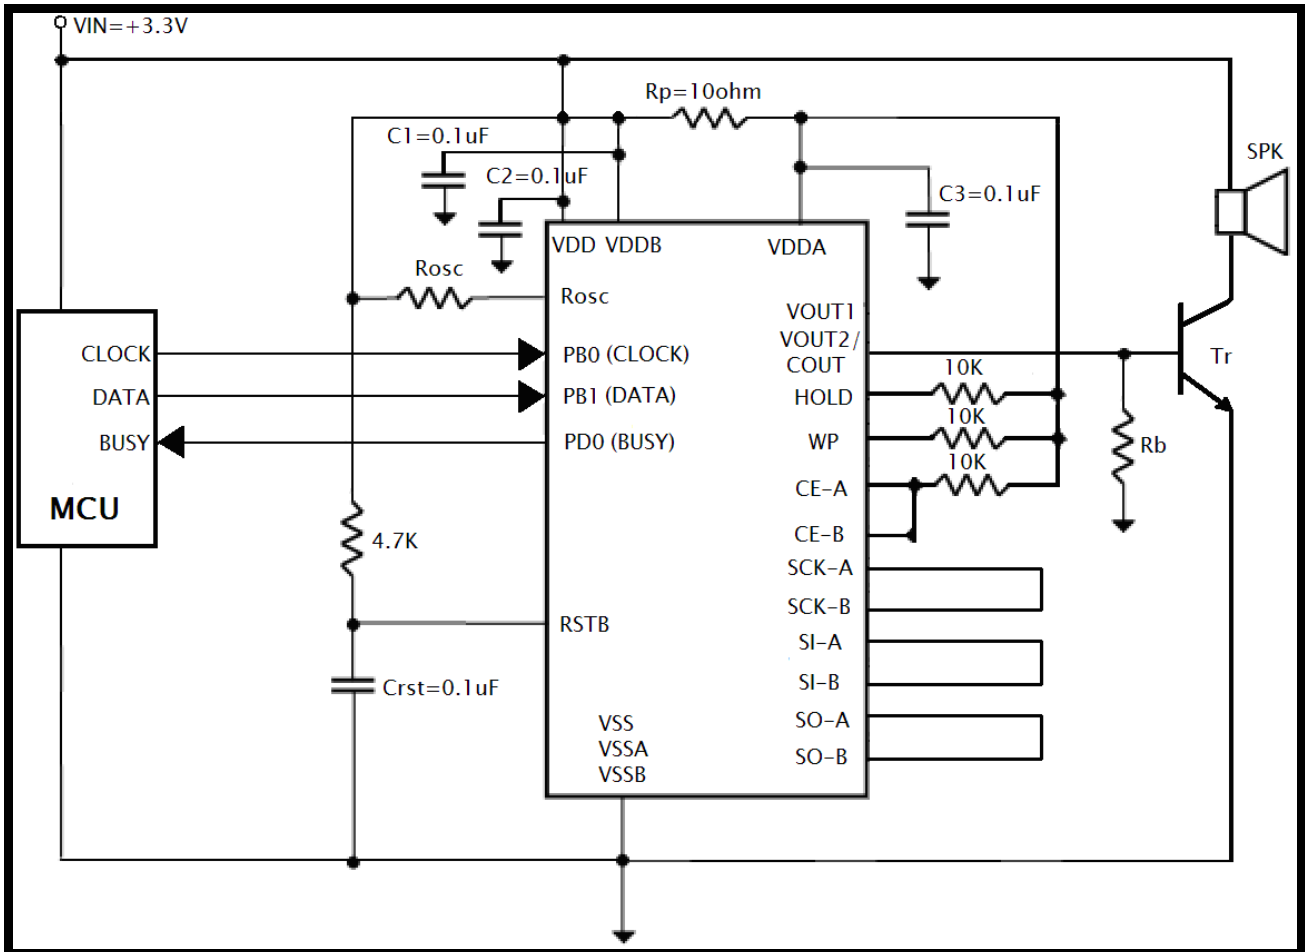 VIN=+3.3V
Rp=10ohm
C1=0.1uF
C2=0.1uF
C3=0.1uF
SPK
VDD VDDB
VDDA
Rosc
Rosc
VOUT1
VOUT2/
COUT
CLOCK
PB0 (CLOCK)
Tr
10K
DATA
PB1 (DATA)
HOLD
10K
BUSY
PD0 (BUSY)
WP
Rb
10K
MCU
CE-A
4.7K
CE-B
SCK-A
SCK-B
RSTB
SI-A
SI-B
Crst=0.1uF
SO-A
SO-B
VSS
VSSA
VSSB